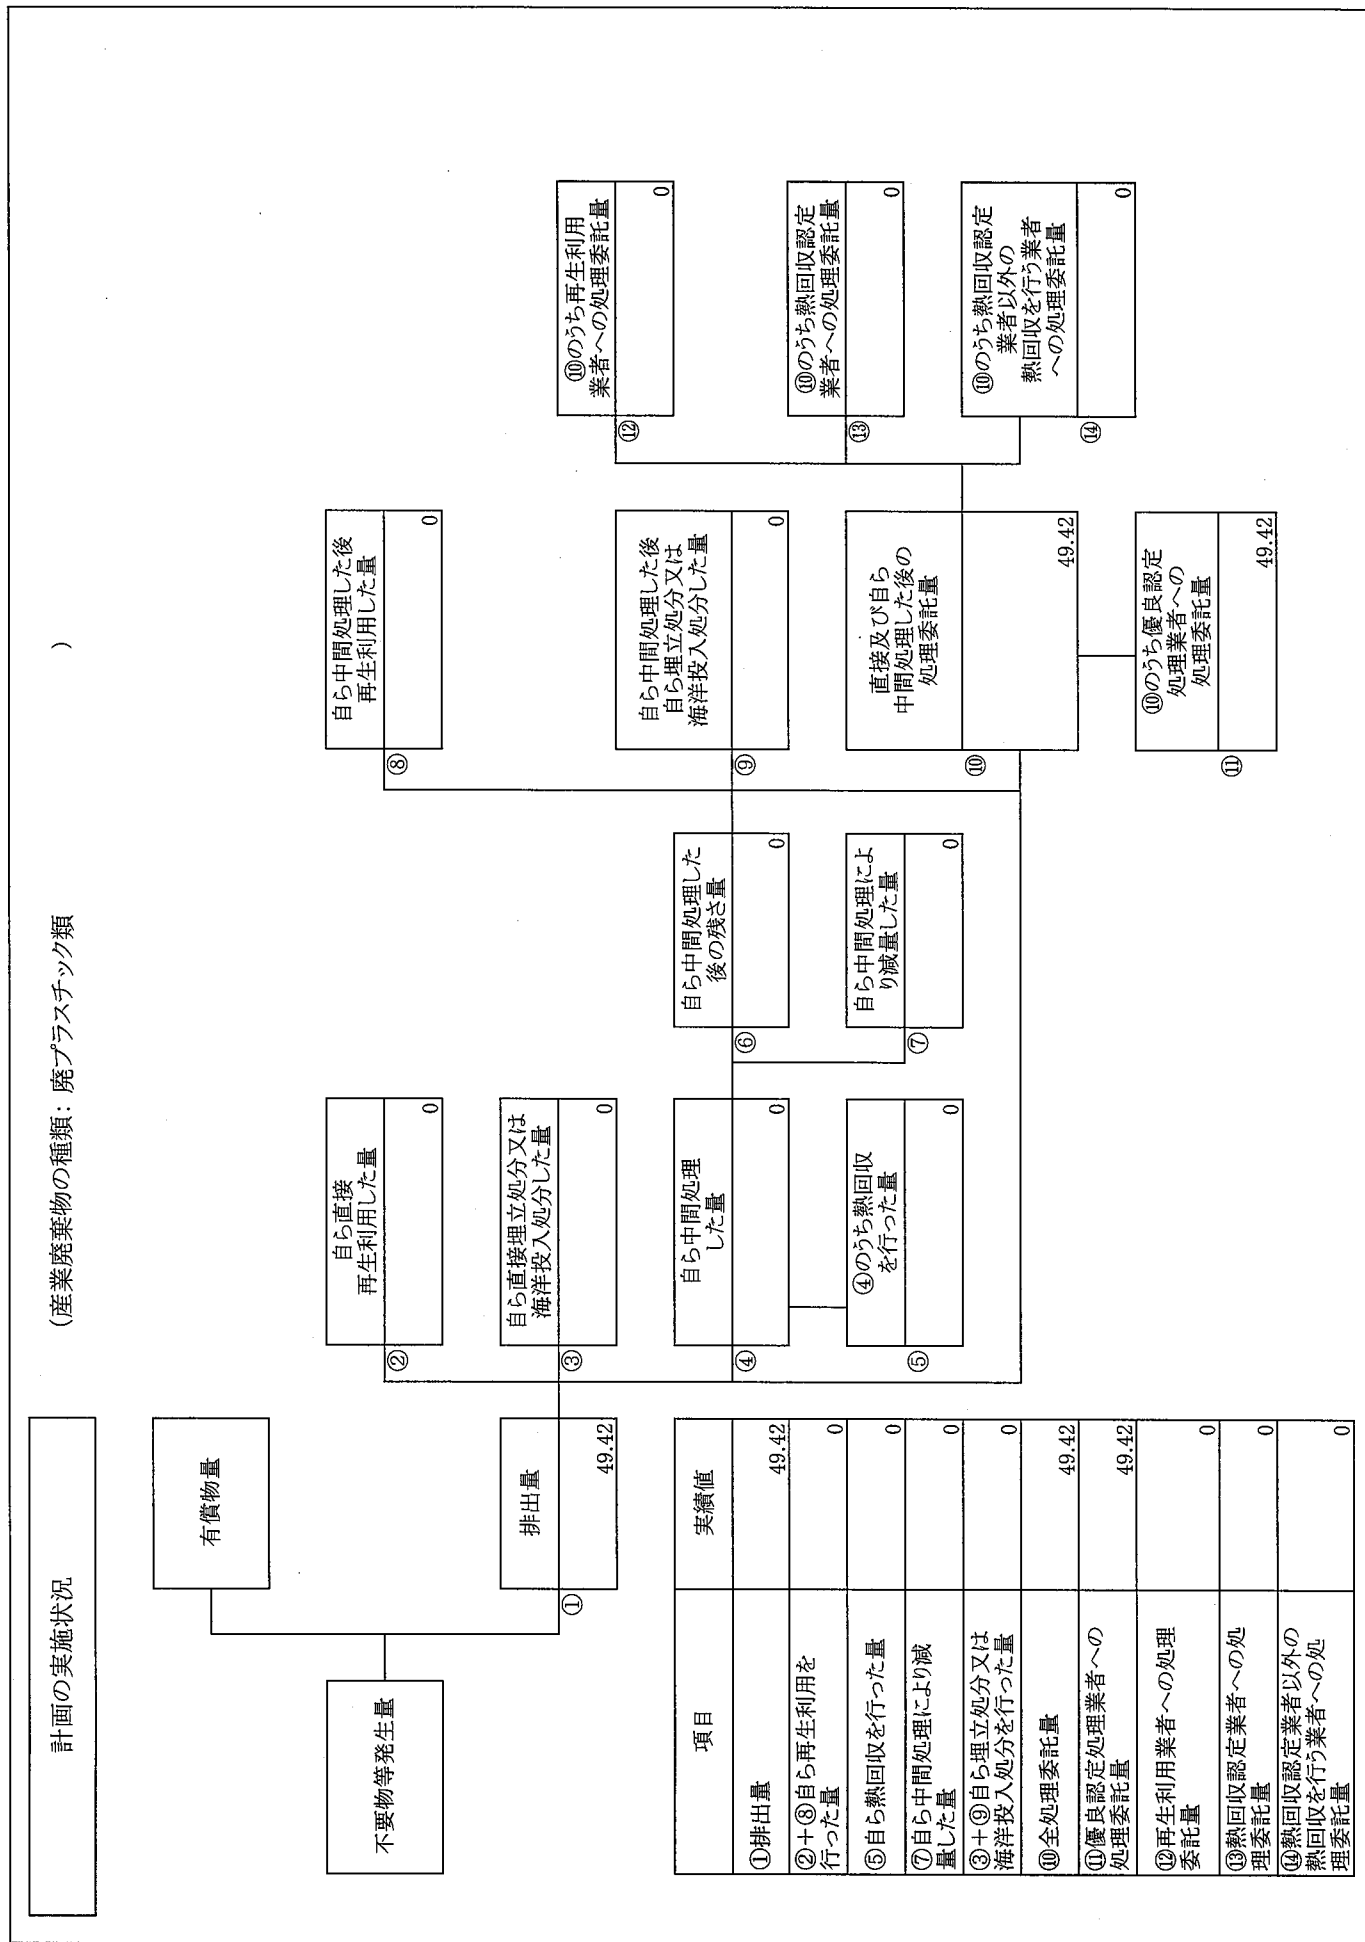 計画の実施状況
(産業廃棄物の種類: 廃プラスチック類 )
有償物量
不要物等発生量
①
排出量
49.42
②
自ら直接
再生利用した量
0
③
自ら直接埋立処分又は
海洋投入処分した量
0
④
自ら中間処理
した量
0
⑤
④のうち熱回収
を行った量
0
⑥
自ら中間処理した
後の残さ量
0
⑦
自ら中間処理によ
り減量した量
0
⑧
自ら中間処理した後
再生利用した量
0
⑨
自ら中間処理した後
自ら埋立処分又は
海洋投入処分した量
0
⑩
直接及び自ら
中間処理した後の
処理委託量
49.42
⑪
⑩のうち優良認定
処理業者への
処理委託量
49.42
⑫
⑩のうち再生利用
業者への処理委託量
0
⑬
⑩のうち熱回収認定
業者への処理委託量
0
⑭
⑩のうち熱回収認定
業者以外の
熱回収を行う業者
への処理委託量
0
項目 実績値
①排出量 49.42
②+⑧自ら再生利用を
行った量 0
⑤自ら熱回収を行った量 0
⑦自ら中間処理により減
量した量 0
③+⑨自ら埋立処分又は
海洋投入処分を行った量 0
⑩全処理委託量 49.42
⑪優良認定処理業者への
処理委託量 49.42
⑫再生利用業者への処理
委託量 0
⑬熱回収認定業者への処
理委託量 0
⑭熱回収認定業者以外の
熱回収を行う業者への処
理委託量 0